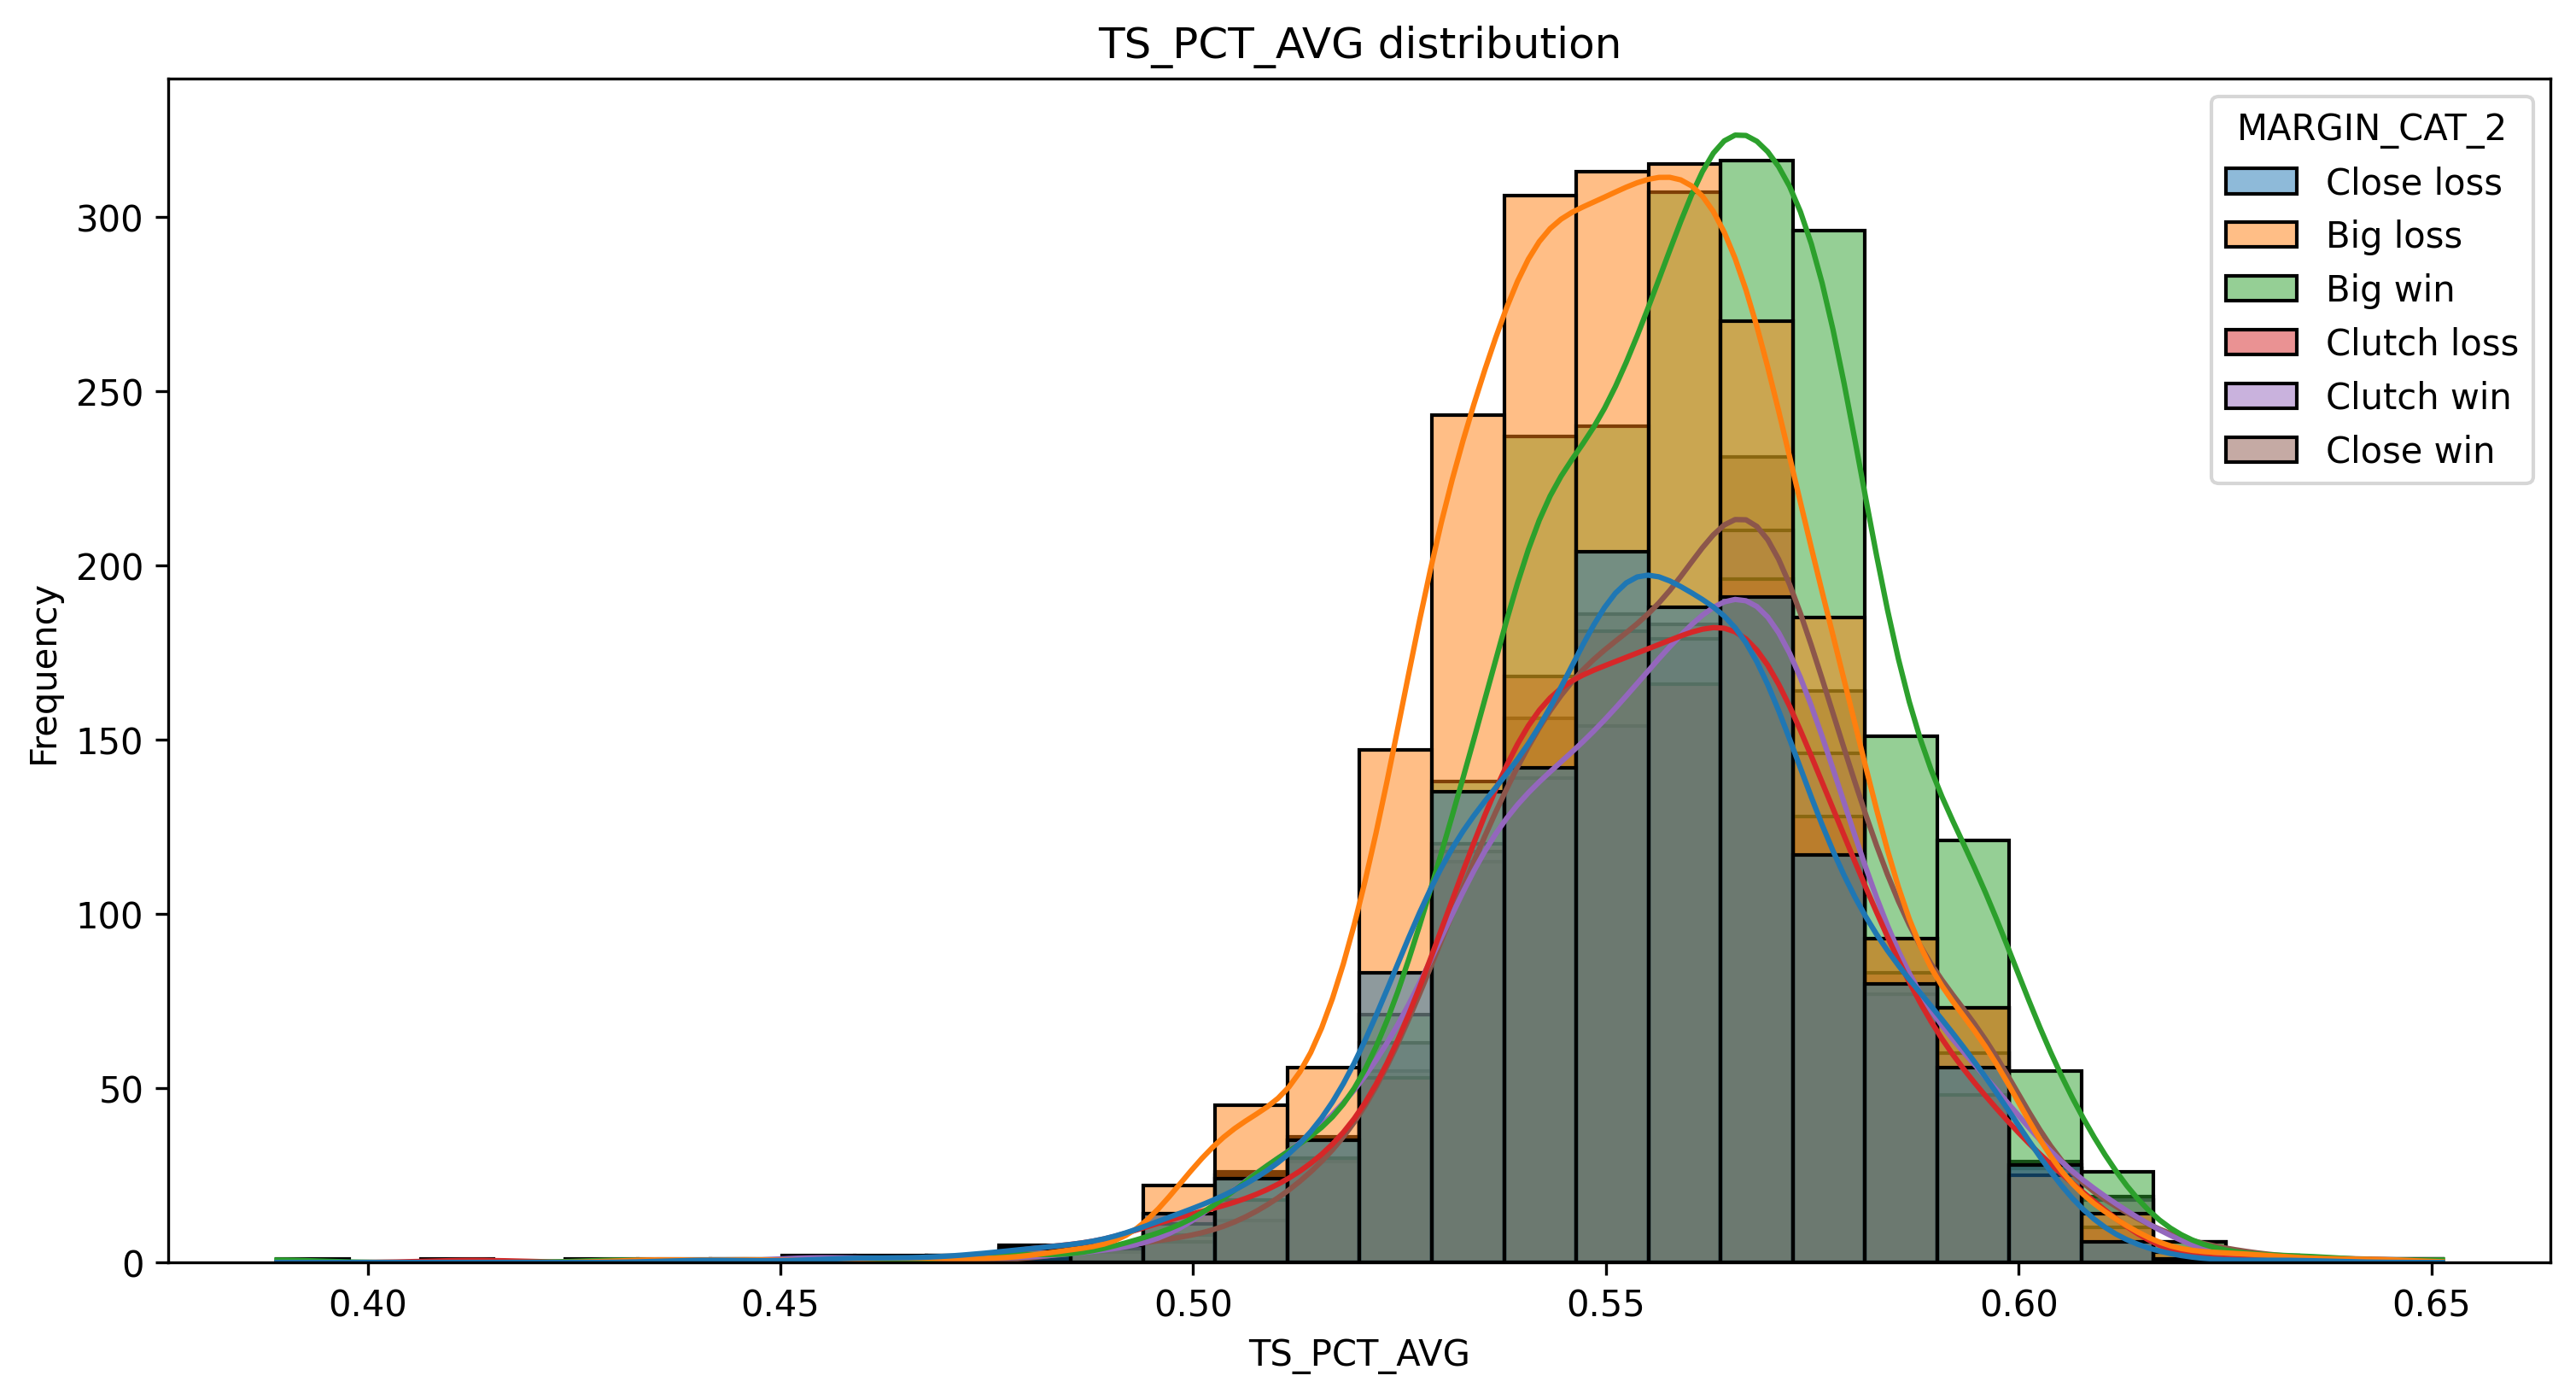 TS_PCT_AVG distribution
MARGIN_CAT_2
Close loss
Big loss
Big win
Clutch loss
Clutch win
Close win
Frequency
300
250
200
150
100
50
0
0.40 0.45 0.50 0.55 0.60 0.65
TS_PCT_AVG